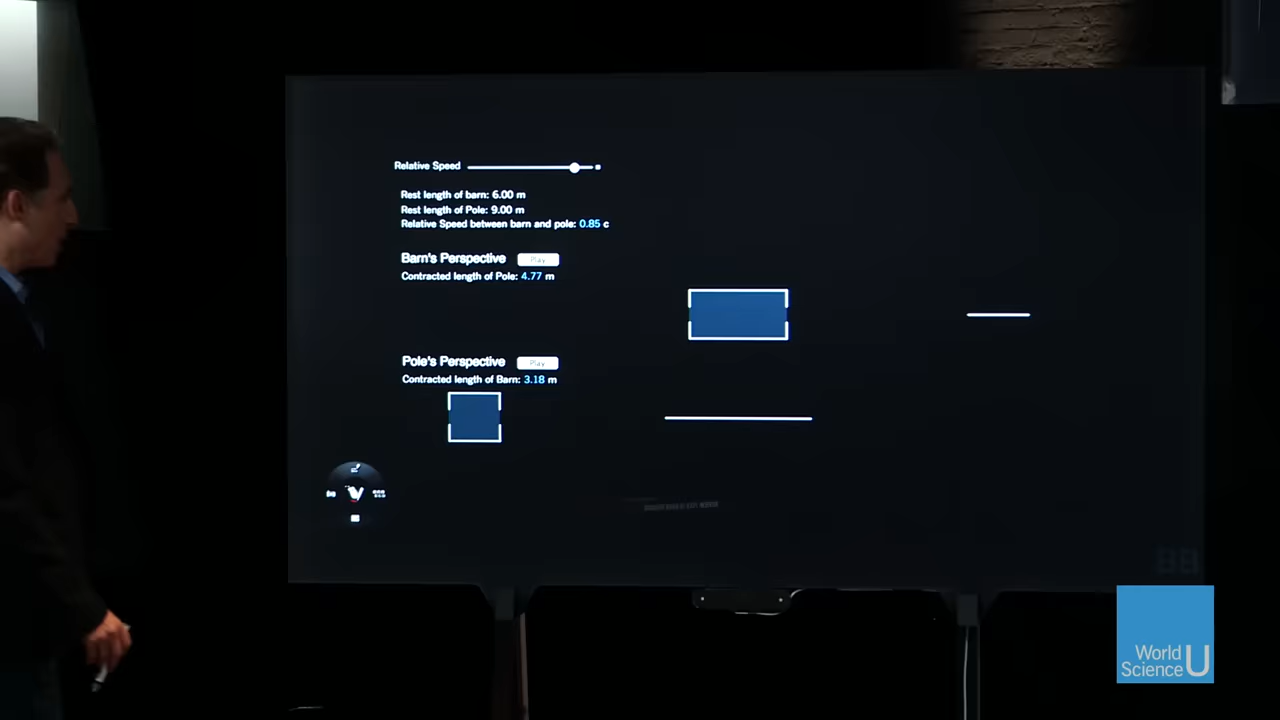 Relative Speed
Rest length of barn: 6.00 m
Rest length of Pole: 9.00 m
Relative Speed between barn and pole: 0.85 c
Barn's Perspective
Play
Contracted length of Pole: 4.77 m
Pole's Perspective
Play
Contracted length of Barn: 3.18 m
World
Science U